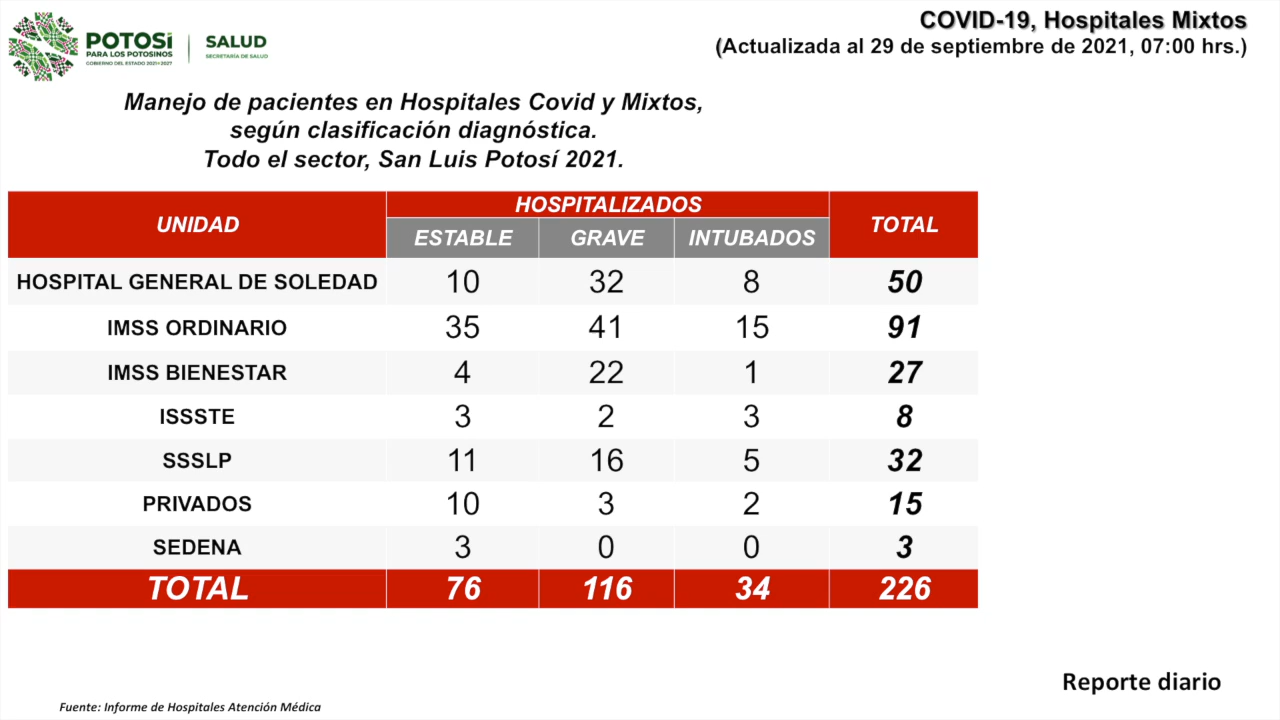 POTOSÍ
PARA LOS POTOSINOS
GOBIERNO DEL ESTADO 2021•2027
SALUD
SECRETARÍA DE SALUD
COVID-19, Hospitales Mixtos
(Actualizada al 29 de septiembre de 2021, 07:00 hrs.)
Manejo de pacientes en Hospitales Covid y Mixtos,
según clasificación diagnóstica.
Todo el sector, San Luis Potosí 2021.
UNIDAD HOSPITALIZADOS TOTAL
ESTABLE GRAVE INTUBADOS
HOSPITAL GENERAL DE SOLEDAD 10 32 8 50
IMSS ORDINARIO 35 41 15 91
IMSS BIENESTAR 4 22 1 27
ISSSTE 3 2 3 8
SSSLP 11 16 5 32
PRIVADOS 10 3 2 15
SEDENA 3 0 0 3
TOTAL 76 116 34 226
Reporte diario
Fuente: Informe de Hospitales Atención Médica